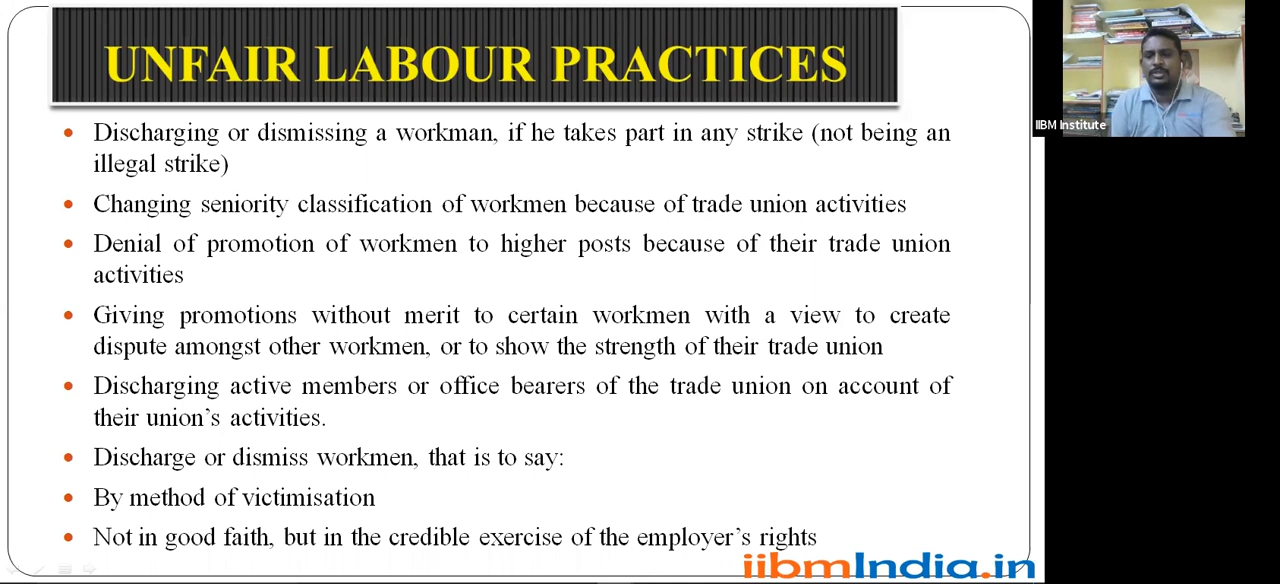 UNFAIR LABOUR PRACTICES
• Discharging or dismissing a workman, if he takes part in any strike (not being an
illegal strike)
• Changing seniority classification of workmen because of trade union activities
• Denial of promotion of workmen to higher posts because of their trade union
activities
• Giving promotions without merit to certain workmen with a view to create
dispute amongst other workmen, or to show the strength of their trade union
• Discharging active members or office bearers of the trade union on account of
their union's activities.
• Discharge or dismiss workmen, that is to say:
• By method of victimisation
• Not in good faith, but in the credible exercise of the employer's rights
iibmIndia.in
IIBM Institute